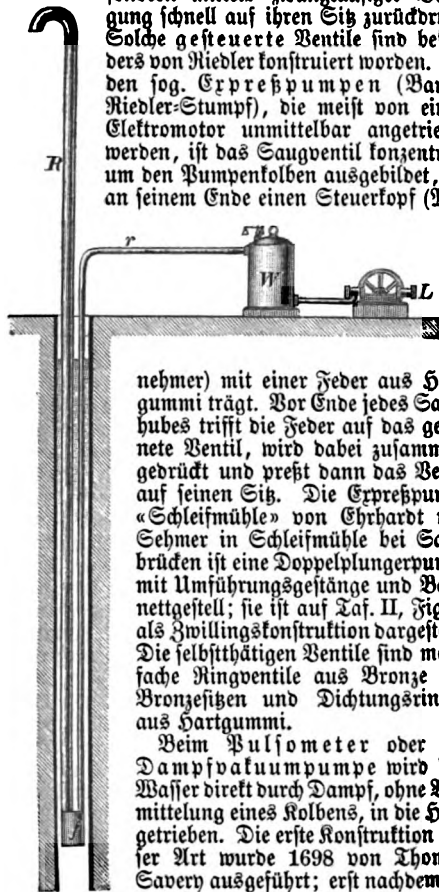 gung schnell auf ihren Sitz zurückdr
Solche gesteuerte Ventile sind be
ders von Riedler konstruiert worden.
den sog. Expreßpumpen (Bau
Riedler-Stumpf), die meist von ein
Elektromotor unmittelbar angetrie
werden, ist das Saugventil konzentr
um den Pumpenkolben ausgebildet,
an seinem Ende einen Steuerkopf
R
r
W
L
nehmer) mit einer Feder aus H
gummi trägt. Vor Ende jedes Sa
hubes trifft die Feder auf das ge
nete Ventil, wird dabei zusamm
gedrückt und preßt dann das Ve
auf seinen Sitz. Die Expreßpum
«Schleifmühle» von Ehrhardt
Sehmer in Schleifmühle bei Sa
brücken ist eine Doppelplungerpum
mit Umführungsgestänge und Ba
nettgestell; sie ist auf Taf. II, Fig
als Zwillingskonstruktion dargest
Die selbstthätigen Ventile sind me
fache Ringventile aus Bronze
Bronzesitzen und Dichtungsrin
aus Hartgummi.
Beim Pulsometer oder
Dampfvakuumpumpe wird
Wasser direkt durch Dampf, ohne
mittelung eines Kolbens, in die H
getrieben. Die erste Konstruktion
ser Art wurde 1698 von Thom
Savery ausgeführt; erst nachdem
f